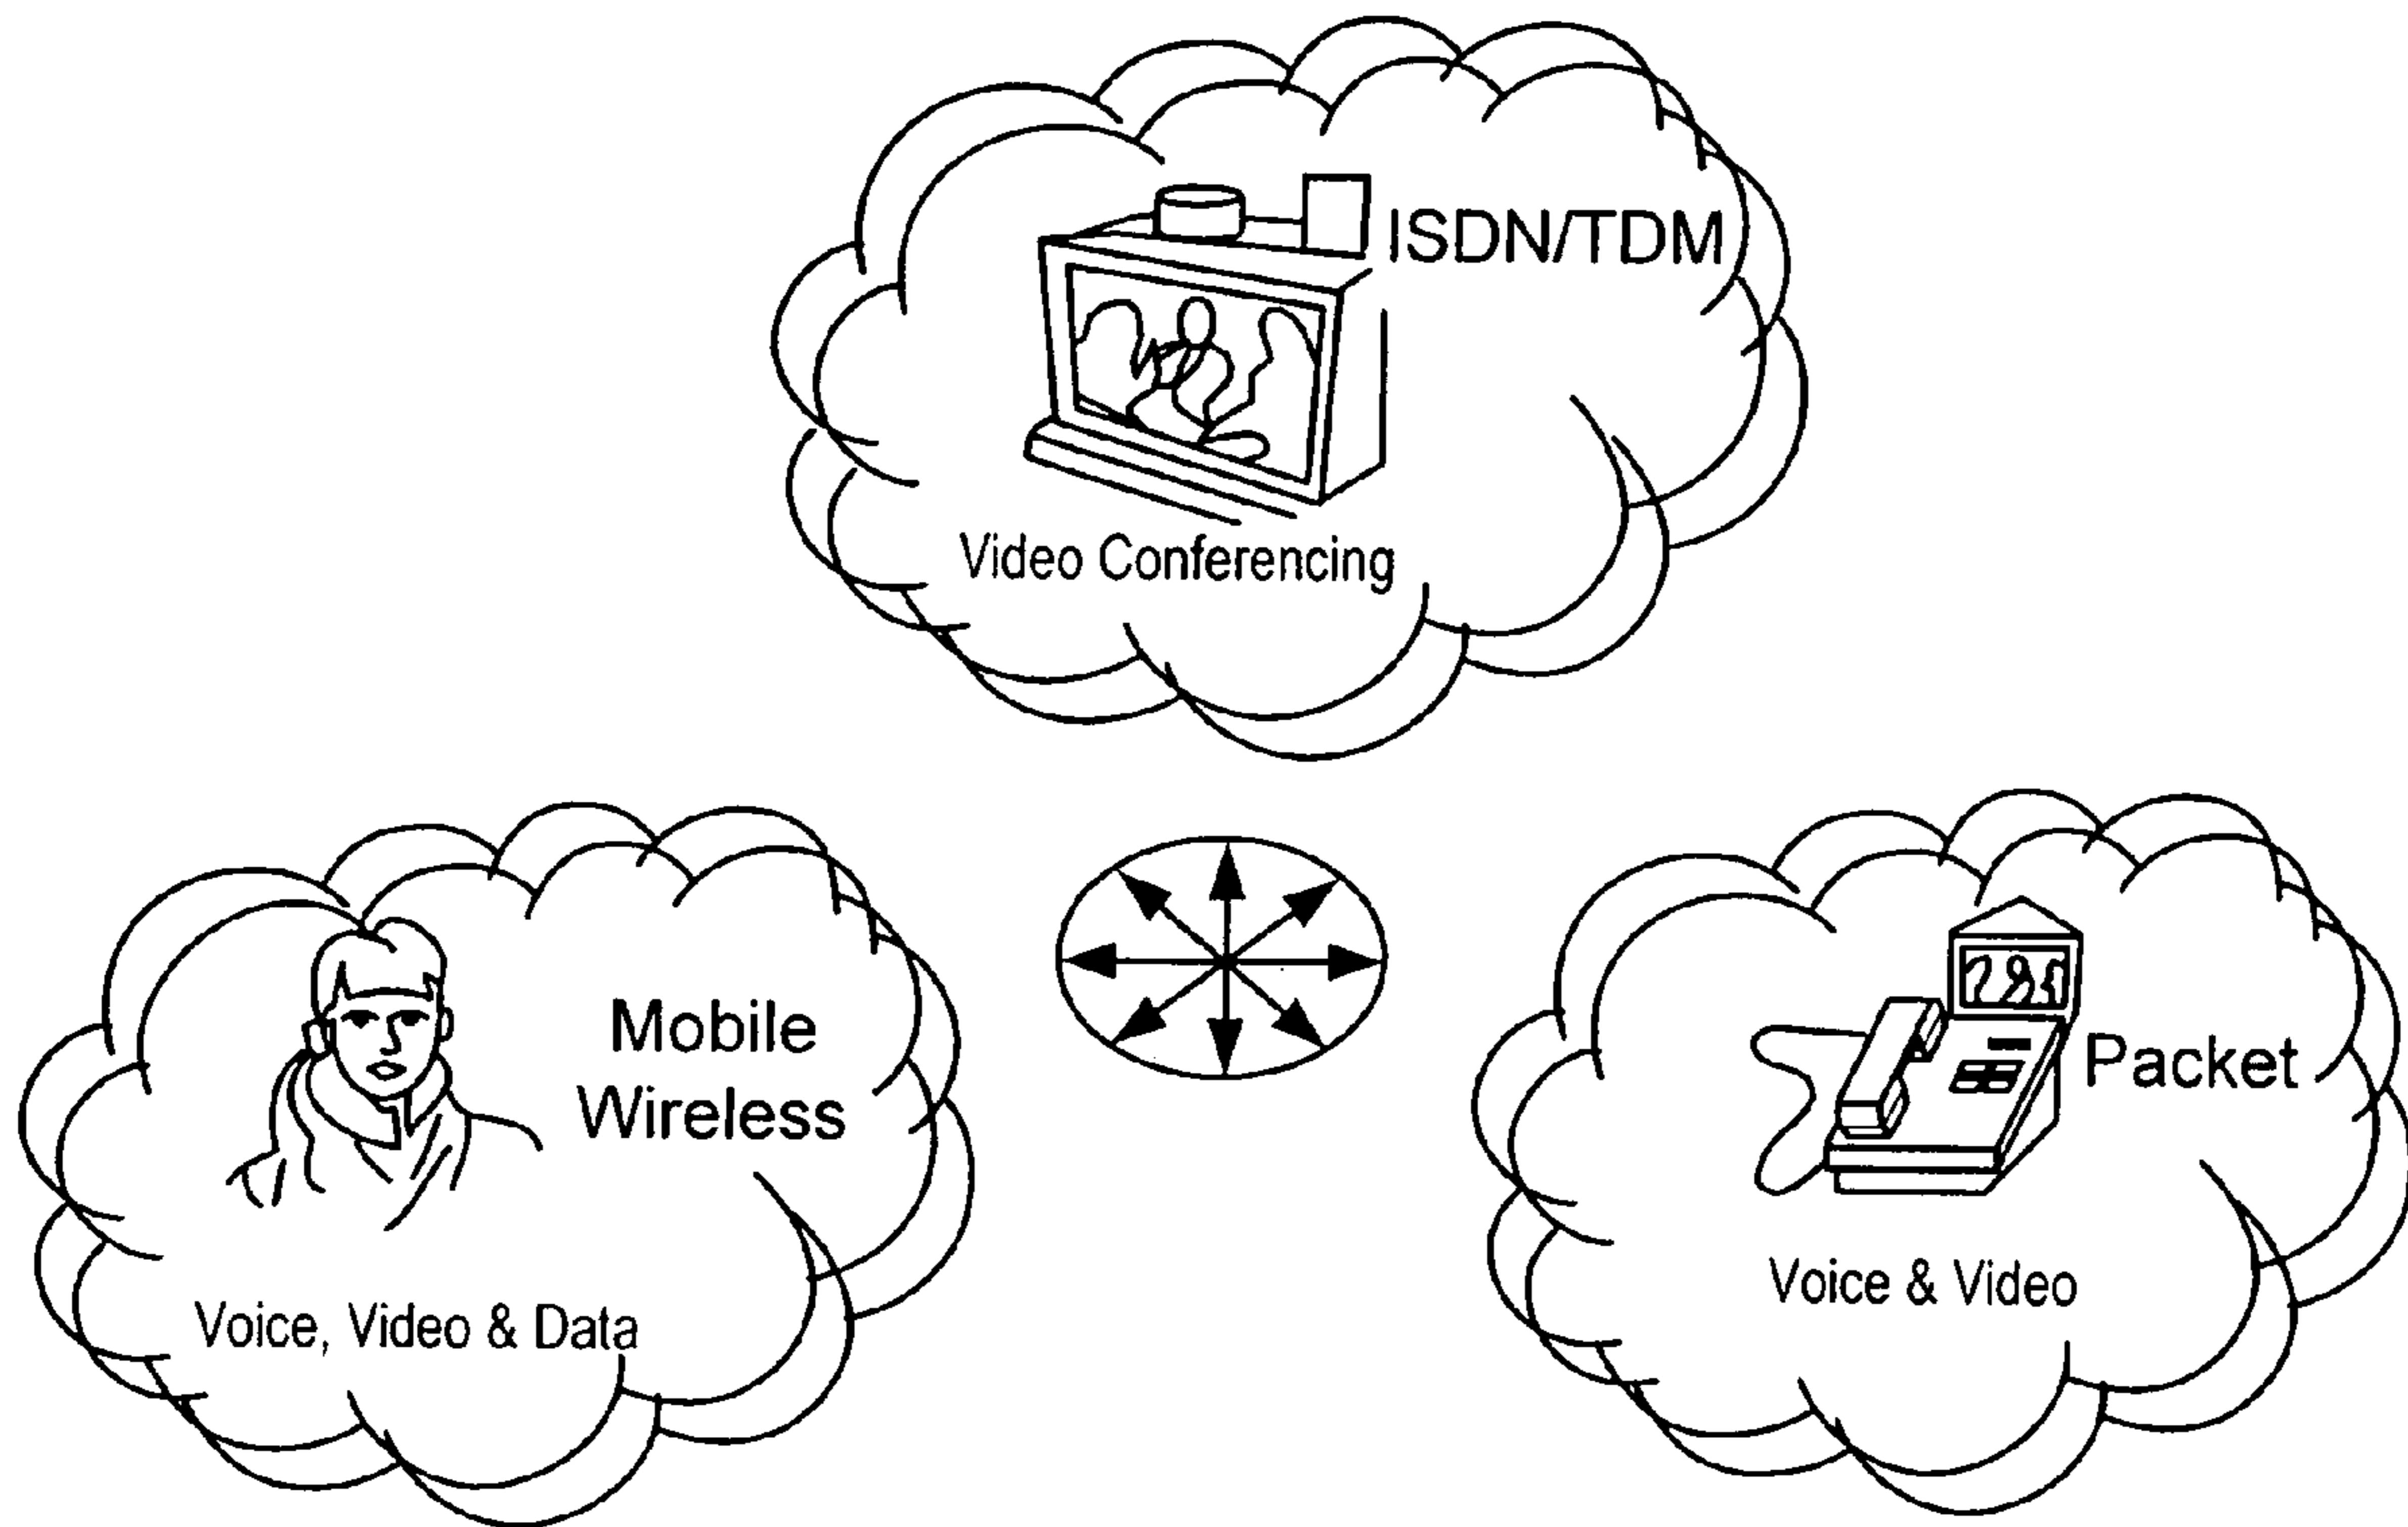 ISDN/TDM
Video Conferencing
Mobile
Wireless
Voice, Video & Data
Packet
Voice & Video